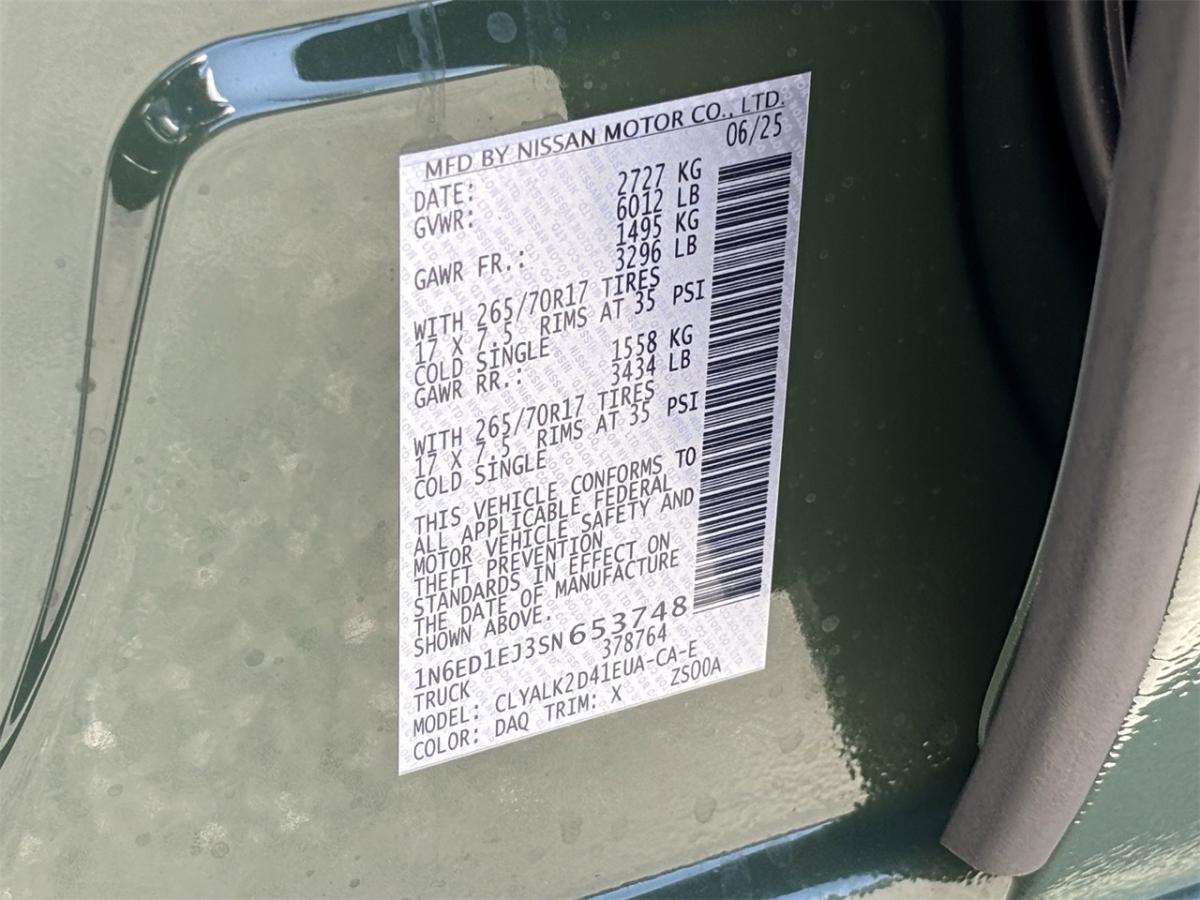 MFD BY NISSAN MOTOR CO., LTD.
DATE: 06/25
GVWR: 2727 KG
6012 LB
GAWR FR.: 1495 KG
3296 LB
WITH 265/70R17 TIRES
17 X 7.5 RIMS AT 35 PSI
COLD SINGLE
GAWR RR.: 1558 KG
3434 LB
WITH 265/70R17 TIRES
17 X 7.5 RIMS AT 35 PSI
COLD SINGLE
THIS VEHICLE CONFORMS TO
ALL APPLICABLE FEDERAL
MOTOR VEHICLE SAFETY AND
THEFT PREVENTION
STANDARDS IN EFFECT ON
THE DATE OF MANUFACTURE
SHOWN ABOVE.
1N6ED1EJ3SN653748
TRUCK 378764
MODEL: CLYALK2D41EUA-CA-E
COLOR: DAQ TRIM: X ZS00A